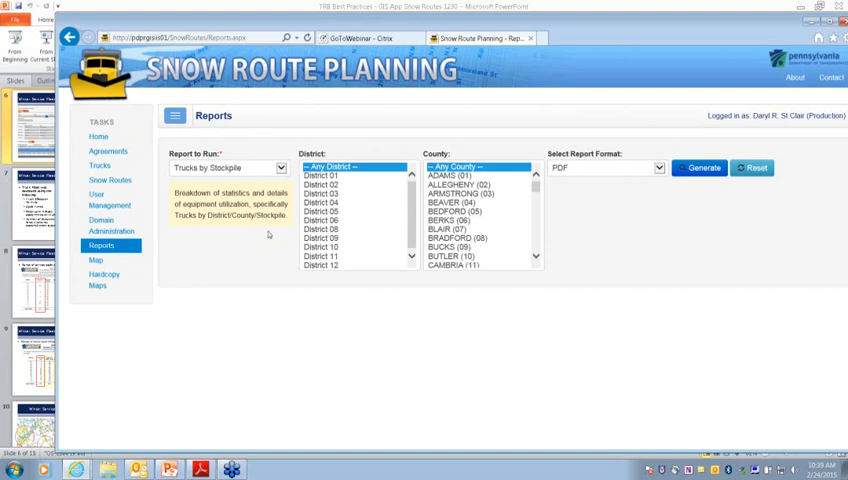 TRB Best Practices - GIS App Snow Routes 1230 - Microsoft PowerPoint
File
Home
http://pdprgisis01/SnowRoutes/Reports.aspx
GoToWebinar - Citrix
Snow Route Planning - Rep...
From
Beginning
From
Current Sl
Slides
Outlin
SNOW ROUTE PLANNING
pennsylvania
About
Contact
TASKS
Reports
Logged in as: Daryl R. St Clair (Production)
Home
Agreements
Trucks
Snow Routes
User
Management
Domain
Administration
Reports
Map
Hardcopy
Maps
Report to Run:*
Trucks by Stockpile
Breakdown of statistics and details
of equipment utilization, specifically
Trucks by District/County/Stockpile.
District:
-- Any District --
District 01
District 02
District 03
District 04
District 05
District 06
District 08
District 09
District 10
District 11
District 12
County:
-- Any County --
ADAMS (01)
ALLEGHENY (02)
ARMSTRONG (03)
BEAVER (04)
BEDFORD (05)
BERKS (06)
BLAIR (07)
BRADFORD (08)
BUCKS (09)
BUTLER (10)
CAMBRIA (11)
Select Report Format:
PDF
Generate
Reset
6
7
8
9
10
Slide 6 of 15
10:39 AM
2/24/2015